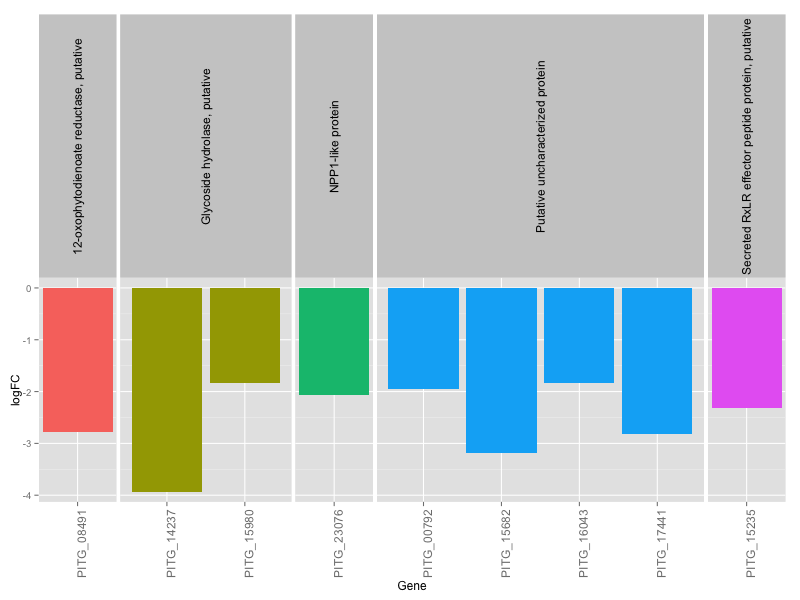 12-oxophytodienoate reductase, putative
Glycoside hydrolase, putative
NPP1-like protein
Putative uncharacterized protein
Secreted RxLR effector peptide protein, putative
logFC
0
-1
-2
-3
-4
PITG_08491
PITG_14237
PITG_15980
PITG_23076
PITG_00792
PITG_15682
PITG_16043
PITG_17441
PITG_15235
Gene